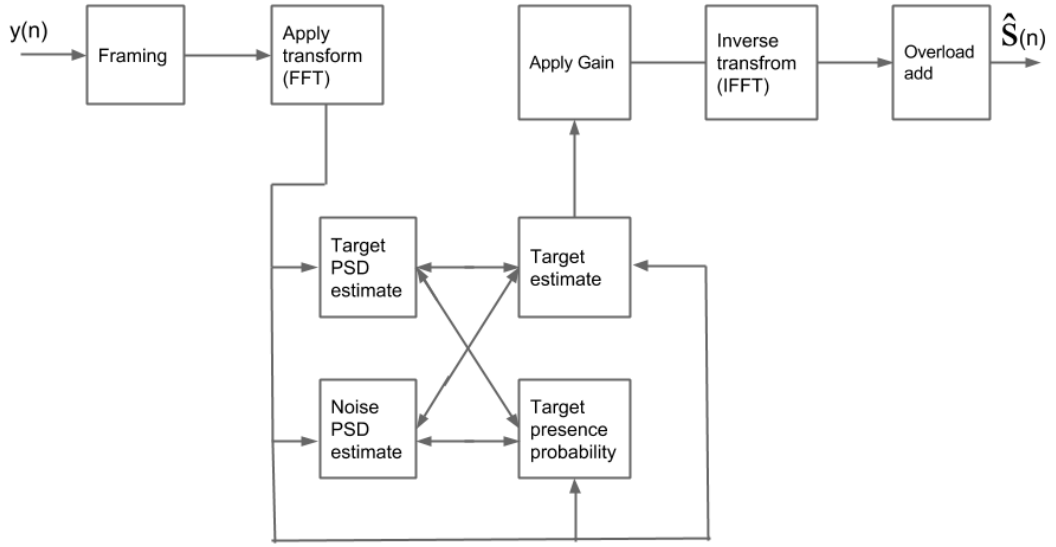 y(n)
Framing
Apply
transform
(FFT)
Apply Gain
Inverse
transfrom
(IFFT)
Overload
add
Ŝ(n)
Target
PSD
estimate
Target
estimate
Noise
PSD
estimate
Target
presence
probability